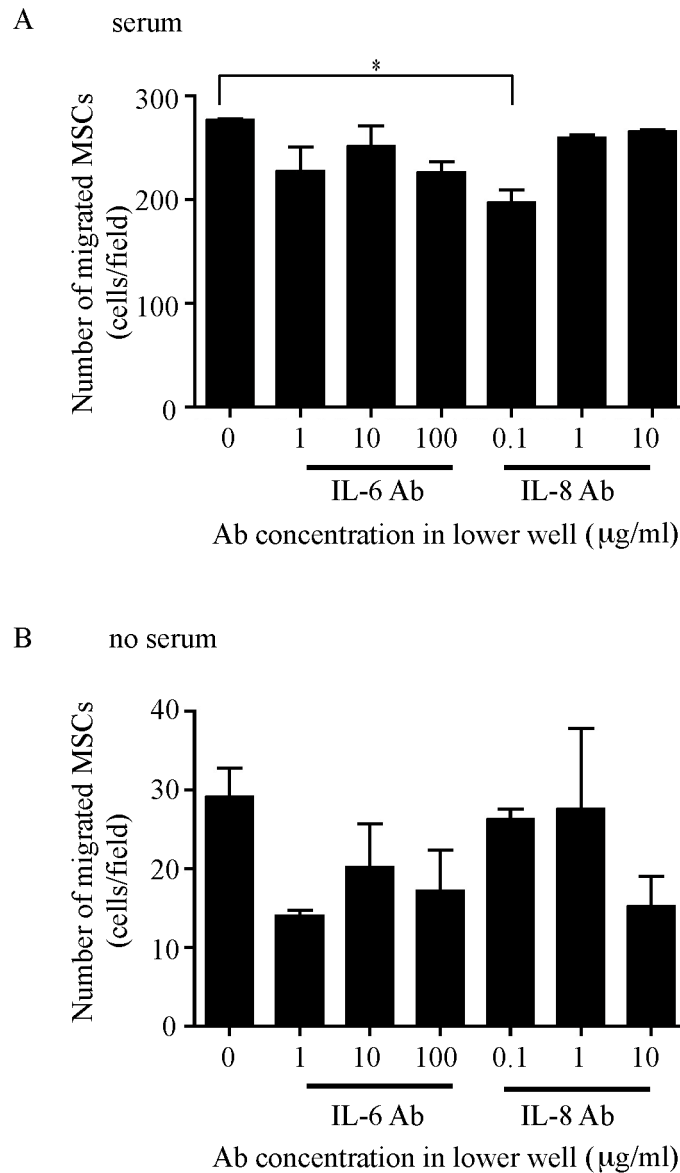 A serum
*
300
200
100
0
Number of migrated MSCs
(cells/field)
0 1 10 100 0.1 1 10
IL-6 Ab IL-8 Ab
Ab concentration in lower well (μg/ml)
B no serum
40
30
20
10
0
Number of migrated MSCs
(cells/field)
0 1 10 100 0.1 1 10
IL-6 Ab IL-8 Ab
Ab concentration in lower well (μg/ml)